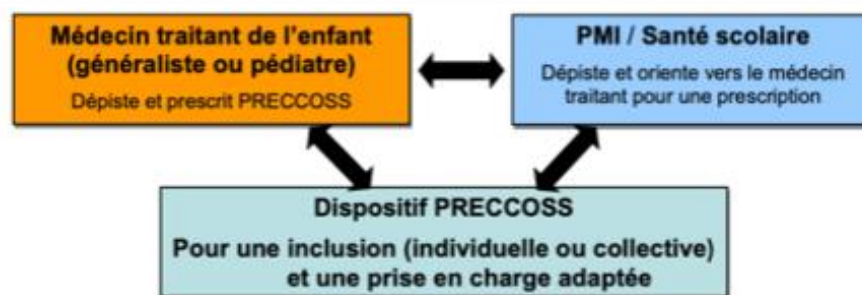 Médecin traitant de l'enfant
(généraliste ou pédiatre)
Dépiste et prescrit PRECCOSS
PMI / Santé scolaire
Dépiste et oriente vers le médecin
traitant pour une prescription
Dispositif PRECCOSS
Pour une inclusion (individuelle ou collective)
et une prise en charge adaptée